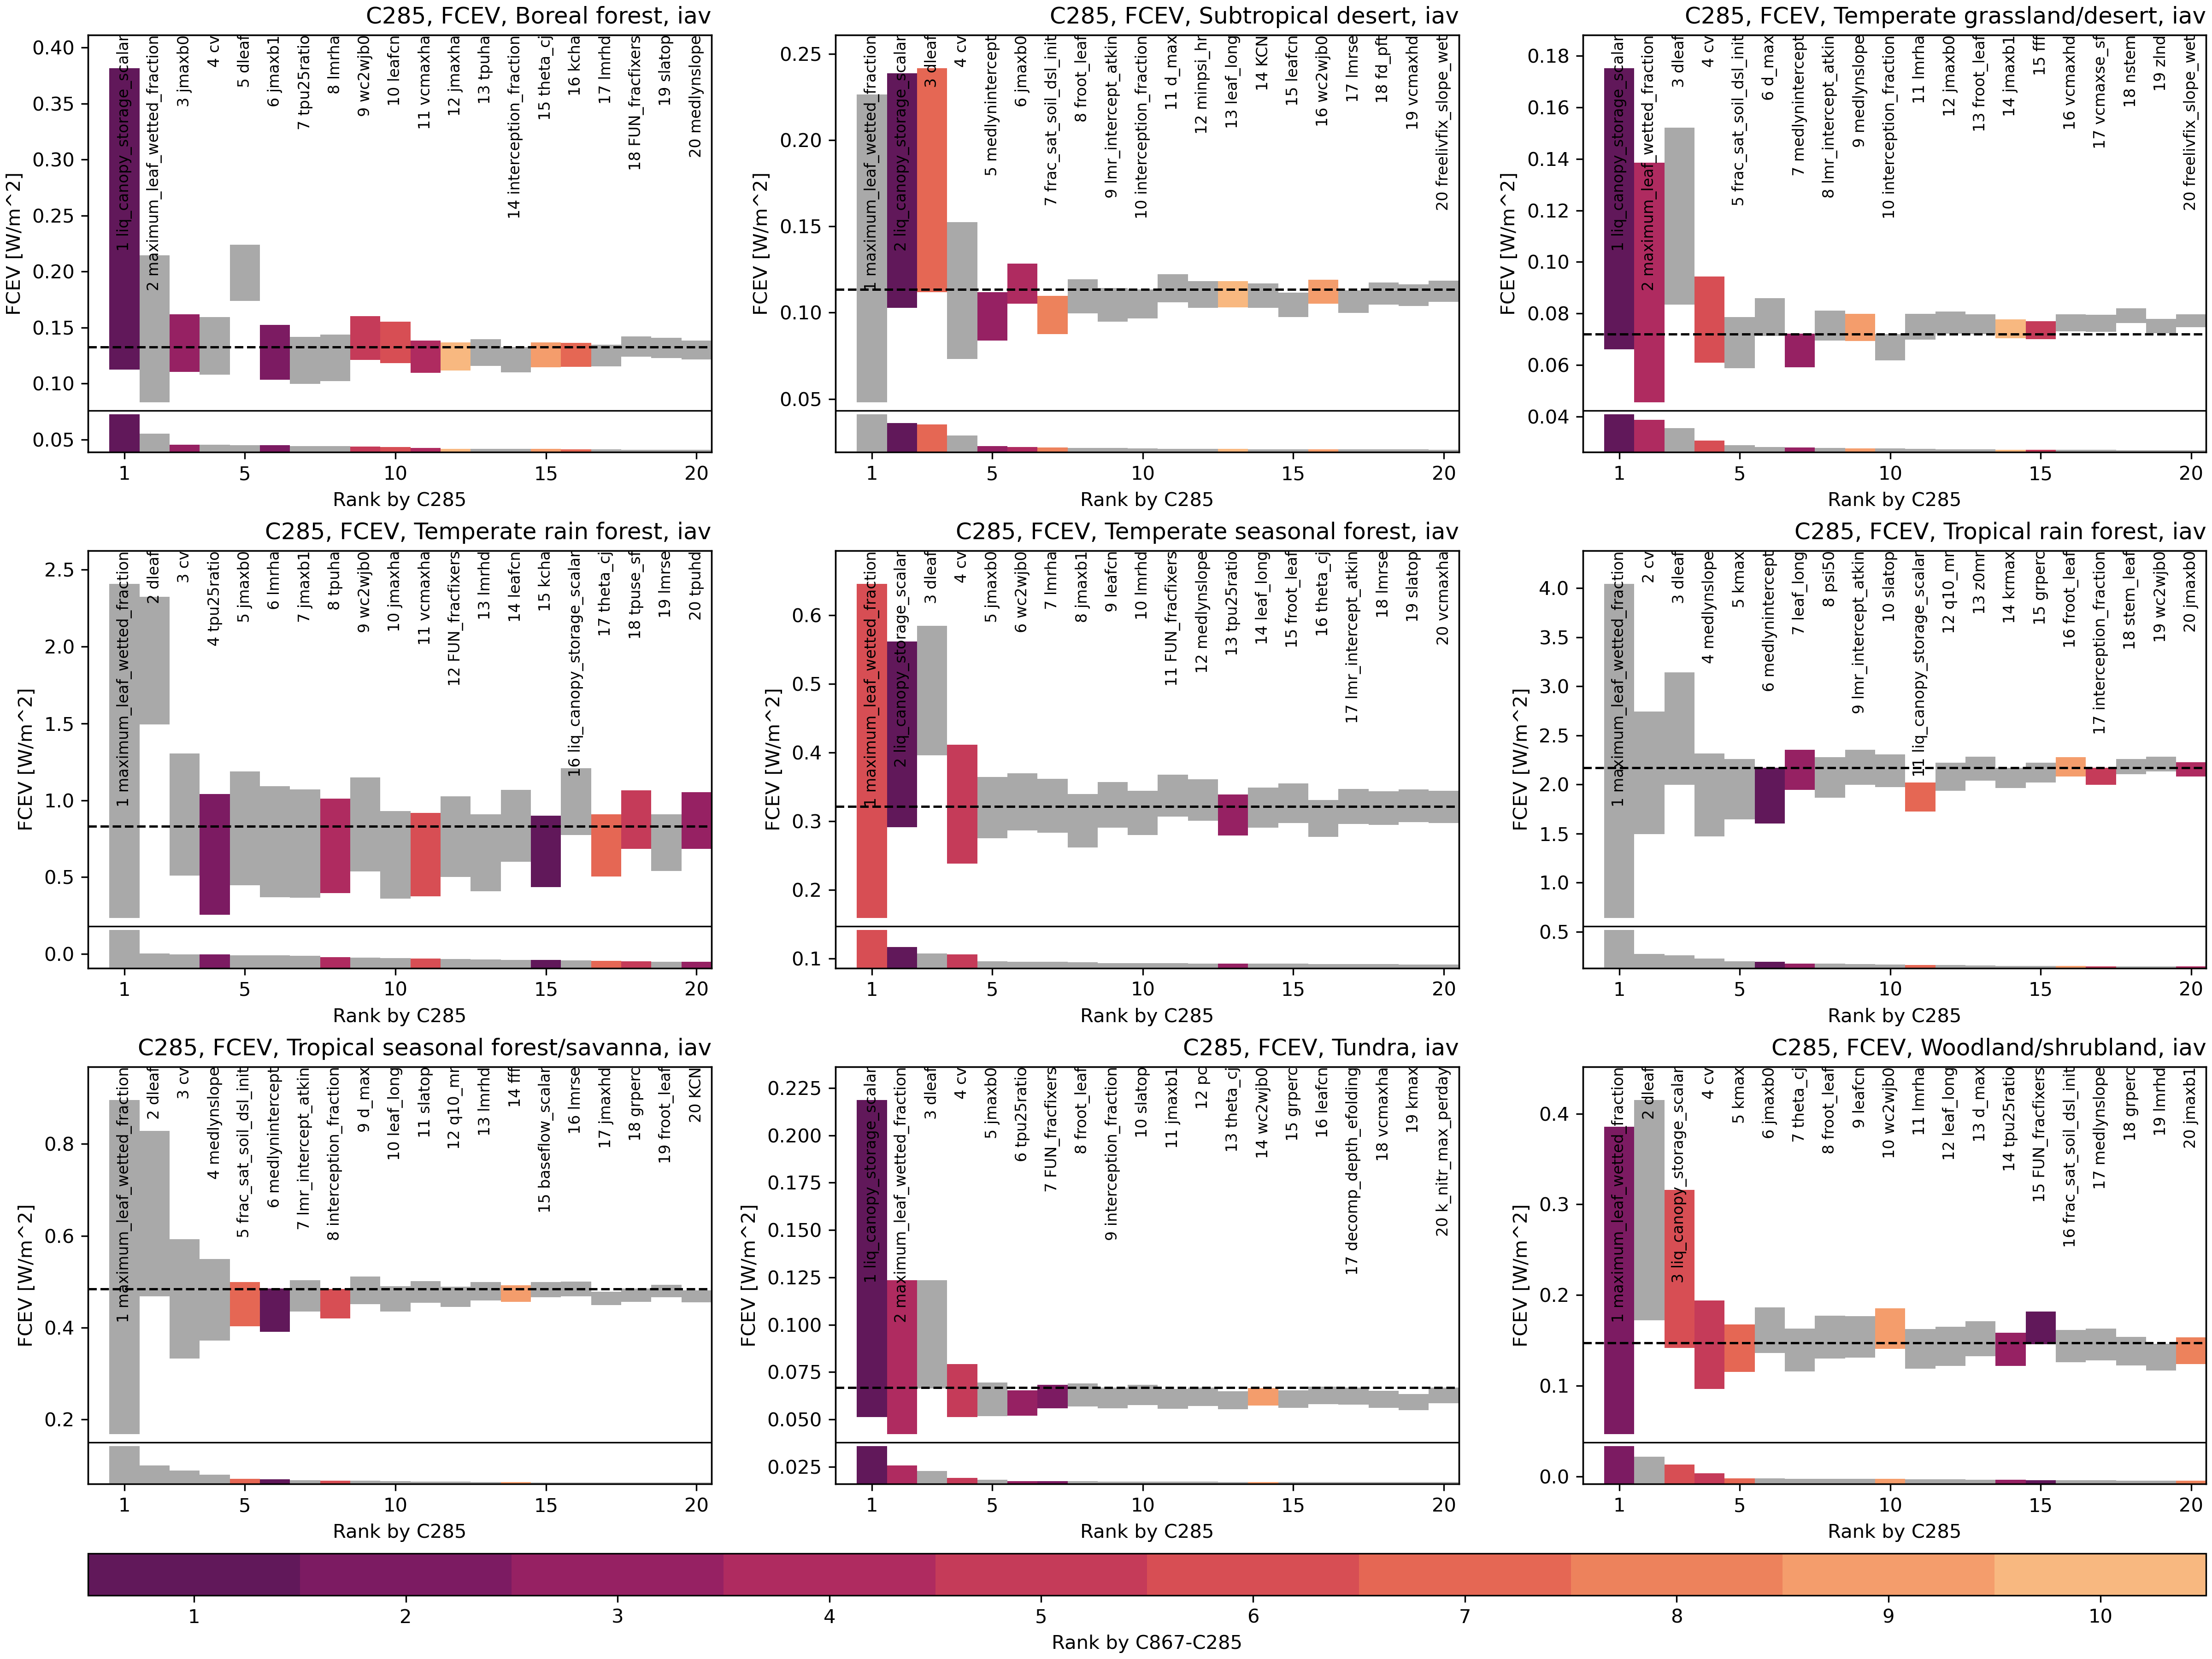 C285, FCEV, Boreal forest, iav
FCEV [W/m^2]
0.40
0.35
0.30
0.25
0.20
0.15
0.10
0.05
1 liq_canopy_storage_scalar
2 maximum_leaf_wetted_fraction
3 jmaxb0
4 cv
5 dleaf
6 jmaxb1
7 tpu25ratio
8 lmrha
9 wc2wjb0
10 leafcn
11 vcmaxha
12 jmaxha
13 tpuha
14 interception_fraction
15 theta_cj
16 kcha
17 lmrhd
18 FUN_fracfixers
19 slatop
20 medlynslope
1 5 10 15 20
Rank by C285
C285, FCEV, Subtropical desert, iav
FCEV [W/m^2]
0.25
0.20
0.15
0.10
0.05
1 maximum_leaf_wetted_fraction
2 liq_canopy_storage_scalar
3 dleaf
4 cv
5 medlynintercept
6 jmaxb0
7 frac_sat_soil_dsl_init
8 froot_leaf
9 lmr_intercept_atkin
10 interception_fraction
11 d_max
12 minpsi_hr
13 leaf_long
14 KCN
15 leafcn
16 wc2wjb0
17 lmrse
18 fd_pft
19 vcmaxhd
20 freelivfix_slope_wet
1 5 10 15 20
Rank by C285
C285, FCEV, Temperate grassland/desert, iav
FCEV [W/m^2]
0.18
0.16
0.14
0.12
0.10
0.08
0.06
0.04
1 liq_canopy_storage_scalar
2 maximum_leaf_wetted_fraction
3 dleaf
4 cv
5 frac_sat_soil_dsl_init
6 d_max
7 medlynintercept
8 lmr_intercept_atkin
9 medlynslope
10 interception_fraction
11 lmrha
12 jmaxb0
13 froot_leaf
14 jmaxb1
15 fff
16 vcmaxhd
17 vcmaxse_sf
18 nstem
19 zlnd
20 freelivfix_slope_wet
1 5 10 15 20
Rank by C285
C285, FCEV, Temperate rain forest, iav
FCEV [W/m^2]
2.5
2.0
1.5
1.0
0.5
0.0
1 maximum_leaf_wetted_fraction
2 dleaf
3 cv
4 tpu25ratio
5 jmaxb0
6 lmrha
7 jmaxb1
8 tpuha
9 wc2wjb0
10 jmaxha
11 vcmaxha
12 FUN_fracfixers
13 lmrhd
14 leafcn
15 kcha
16 liq_canopy_storage_scalar
17 theta_cj
18 tpuse_sf
19 lmrse
20 tpuhd
1 5 10 15 20
Rank by C285
C285, FCEV, Temperate seasonal forest, iav
FCEV [W/m^2]
0.6
0.5
0.4
0.3
0.2
0.1
1 maximum_leaf_wetted_fraction
2 liq_canopy_storage_scalar
3 dleaf
4 cv
5 jmaxb0
6 wc2wjb0
7 lmrha
8 jmaxb1
9 leafcn
10 lmrhd
11 FUN_fracfixers
12 medlynslope
13 tpu25ratio
14 leaf_long
15 froot_leaf
16 theta_cj
17 lmr_intercept_atkin
18 lmrse
19 slatop
20 vcmaxha
1 5 10 15 20
Rank by C285
C285, FCEV, Tropical rain forest, iav
FCEV [W/m^2]
4.0
3.5
3.0
2.5
2.0
1.5
1.0
0.5
1 maximum_leaf_wetted_fraction
2 cv
3 dleaf
4 medlynslope
5 kmax
6 medlynintercept
7 leaf_long
8 psi50
9 lmr_intercept_atkin
10 slatop
11 liq_canopy_storage_scalar
12 q10_mr
13 z0mr
14 krmax
15 grperc
16 froot_leaf
17 interception_fraction
18 stem_leaf
19 wc2wjb0
20 jmaxb0
1 5 10 15 20
Rank by C285
C285, FCEV, Tropical seasonal forest/savanna, iav
FCEV [W/m^2]
0.8
0.6
0.4
0.2
1 maximum_leaf_wetted_fraction
2 dleaf
3 cv
4 medlynslope
5 frac_sat_soil_dsl_init
6 medlynintercept
7 lmr_intercept_atkin
8 interception_fraction
9 d_max
10 leaf_long
11 slatop
12 q10_mr
13 lmrhd
14 fff
15 baseflow_scalar
16 lmrse
17 jmaxhd
18 grperc
19 froot_leaf
20 KCN
1 5 10 15 20
Rank by C285
C285, FCEV, Tundra, iav
FCEV [W/m^2]
0.225
0.200
0.175
0.150
0.125
0.100
0.075
0.050
0.025
1 liq_canopy_storage_scalar
2 maximum_leaf_wetted_fraction
3 dleaf
4 cv
5 jmaxb0
6 tpu25ratio
7 FUN_fracfixers
8 froot_leaf
9 interception_fraction
10 slatop
11 jmaxb1
12 pc
13 theta_cj
14 wc2wjb0
15 grperc
16 leafcn
17 decomp_depth_efolding
18 vcmaxha
19 kmax
20 k_nitr_max_perday
1 5 10 15 20
Rank by C285
C285, FCEV, Woodland/shrubland, iav
FCEV [W/m^2]
0.4
0.3
0.2
0.1
0.0
1 maximum_leaf_wetted_fraction
2 dleaf
3 liq_canopy_storage_scalar
4 cv
5 kmax
6 jmaxb0
7 theta_cj
8 froot_leaf
9 leafcn
10 wc2wjb0
11 lmrha
12 leaf_long
13 d_max
14 tpu25ratio
15 FUN_fracfixers
16 frac_sat_soil_dsl_init
17 medlynslope
18 grperc
19 lmrhd
20 jmaxb1
1 5 10 15 20
Rank by C285
1 2 3 4 5 6 7 8 9 10
Rank by C867-C285